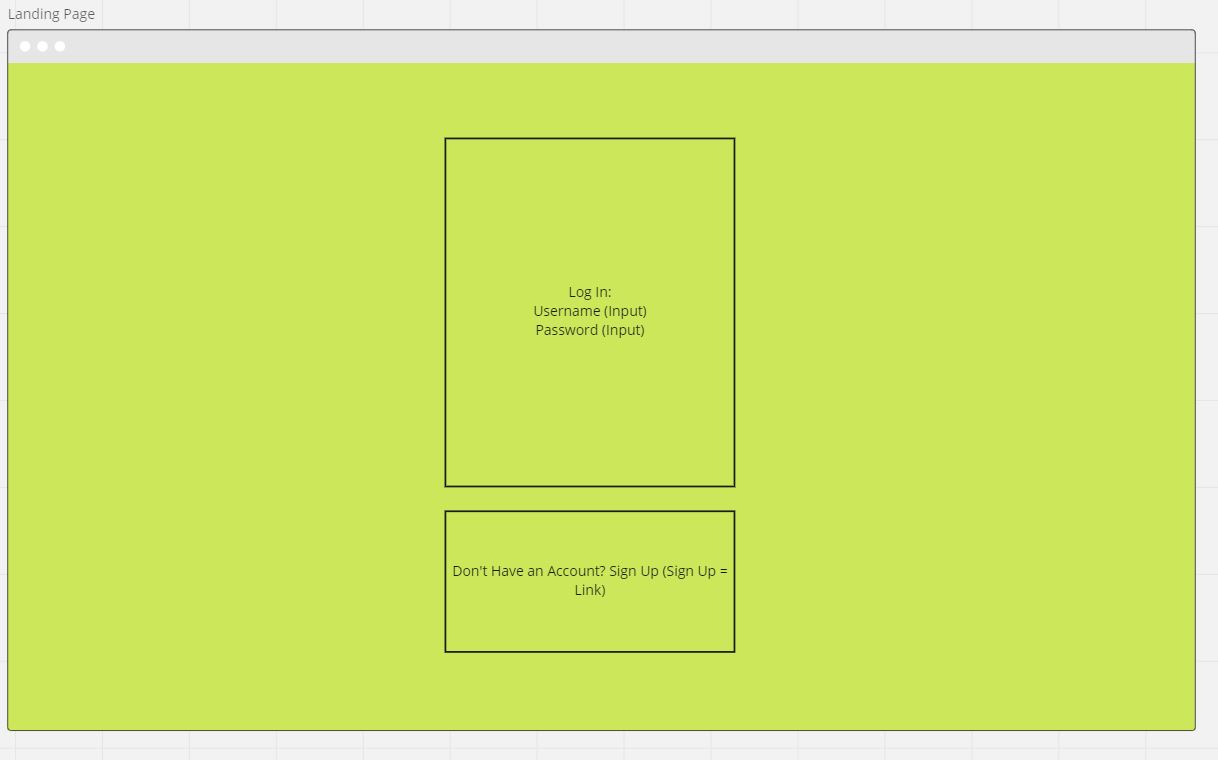 Landing Page
Log In:
Username (Input)
Password (Input)
Don't Have an Account? Sign Up (Sign Up =
Link)